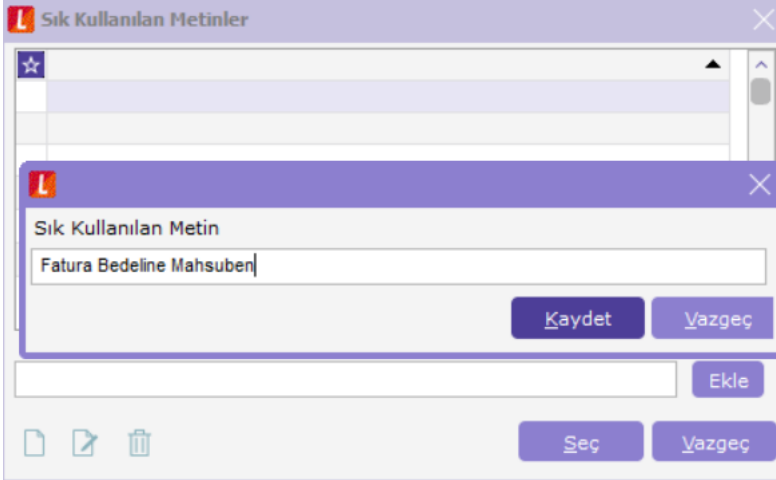 L Sık Kullanılan Metinler
L
Sık Kullanılan Metin
Fatura Bedeline Mahsuben
Kaydet Vazgeç
Ekle
Seç Vazgeç